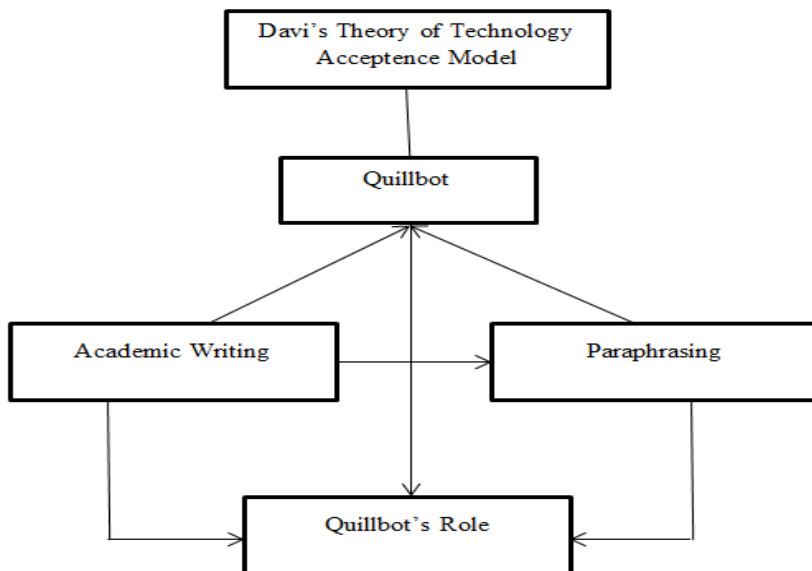 Davi's Theory of Technology
Acceptence Model
Quillbot
Academic Writing
Paraphrasing
Quillbot's Role